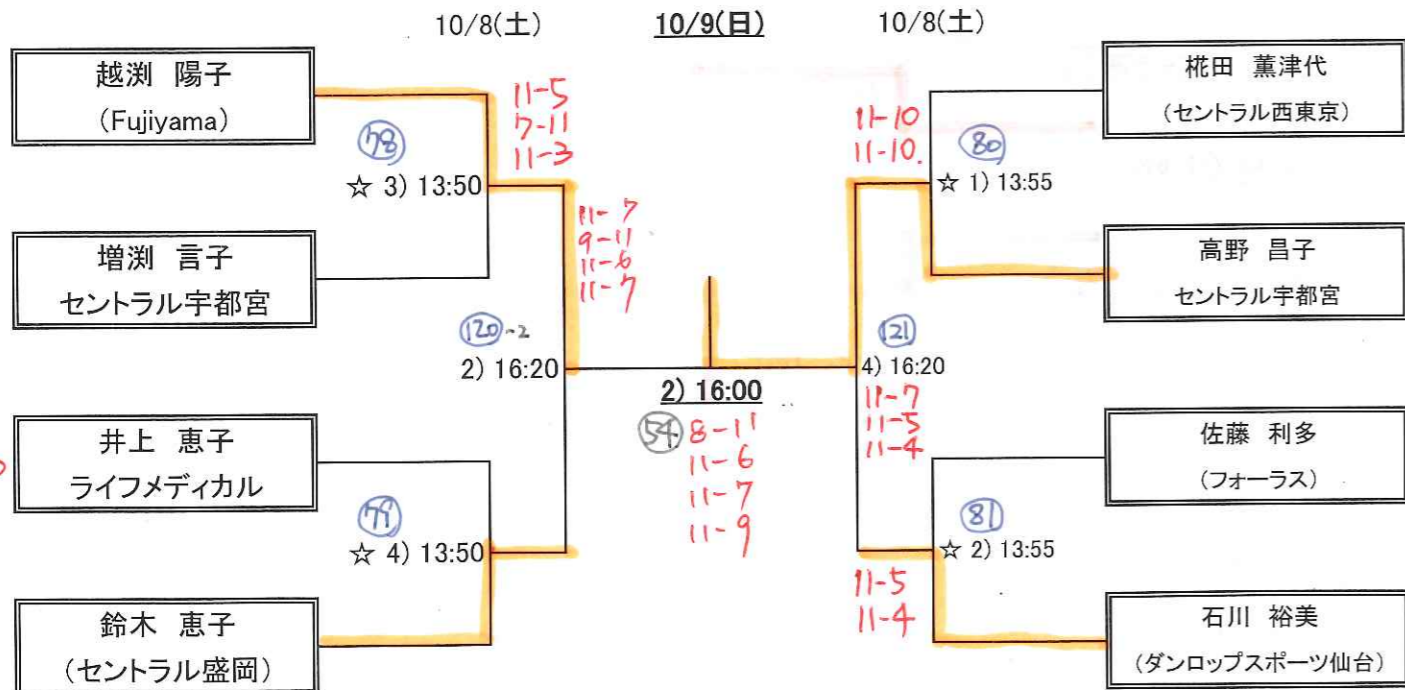 10/8(土)
10/9(日)
10/8(土)
越渕 陽子
(Fujiyama)
増渕 言子
セントラル宇都宮
井上 恵子
ライフメディカル
鈴木 恵子
(セントラル盛岡)
78
☆ 3) 13:50
11-5
7-11
11-3
79
☆ 4) 13:50
11-7
9-11
11-6
11-7
120-2
2) 16:20
2) 16:00
54
8-11
11-6
11-7
11-9
121
4) 16:20
11-7
11-5
11-4
11-10
11-10.
80
☆ 1) 13:55
81
☆ 2) 13:55
11-5
11-4
椛田 薫津代
(セントラル西東京)
高野 昌子
セントラル宇都宮
佐藤 利多
(フォーラス)
石川 裕美
(ダンロップスポーツ仙台)